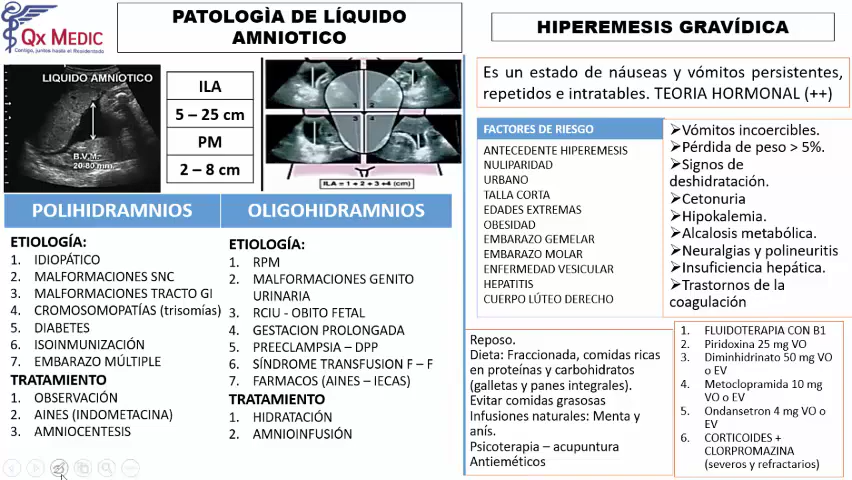 Qx MEDIC
Contigo, juntos hasta el Residentado
PATOLOGÌA DE LÍQUIDO
AMNIOTICO
LIQUIDO AMNIÓTICO
B.V.M.
20-80 mm.
ILA
5 – 25 cm
PM
2 – 8 cm
1 2
3 4
ILA = 1 + 2 + 3 +4 (cm)
POLIHIDRAMNIOS
ETIOLOGÍA:
1. IDIOPÁTICO
2. MALFORMACIONES SNC
3. MALFORMACIONES TRACTO GI
4. CROMOSOMOPATÍAS (trisomías)
5. DIABETES
6. ISOINMUNIZACIÓN
7. EMBARAZO MÚLTIPLE
TRATAMIENTO
1. OBSERVACIÓN
2. AINES (INDOMETACINA)
3. AMNIOCENTESIS
OLIGOHIDRAMNIOS
ETIOLOGÍA:
1. RPM
2. MALFORMACIONES GENITO
URINARIA
3. RCIU - OBITO FETAL
4. GESTACION PROLONGADA
5. PREECLAMPSIA – DPP
6. SÍNDROME TRANSFUSION F – F
7. FARMACOS (AINES – IECAS)
TRATAMIENTO
1. HIDRATACIÓN
2. AMNIOINFUSIÓN
HIPEREMESIS GRAVÍDICA
Es un estado de náuseas y vómitos persistentes,
repetidos e intratables. TEORIA HORMONAL (++)
FACTORES DE RIESGO
ANTECEDENTE HIPEREMESIS
NULIPARIDAD
URBANO
TALLA CORTA
EDADES EXTREMAS
OBESIDAD
EMBARAZO GEMELAR
EMBARAZO MOLAR
ENFERMEDAD VESICULAR
HEPATITIS
CUERPO LÚTEO DERECHO
➢Vómitos incoercibles.
➢Pérdida de peso > 5%.
➢Signos de
deshidratación.
➢Cetonuria
➢Hipokalemia.
➢Alcalosis metabólica.
➢Neuralgias y polineuritis
➢Insuficiencia hepática.
➢Trastornos de la
coagulación
Reposo.
Dieta: Fraccionada, comidas ricas
en proteínas y carbohidratos
(galletas y panes integrales).
Evitar comidas grasosas
Infusiones naturales: Menta y
anís.
Psicoterapia – acupuntura
Antieméticos
1. FLUIDOTERAPIA CON B1
2. Piridoxina 25 mg VO
3. Diminhidrinato 50 mg VO
o EV
4. Metoclopramida 10 mg
VO o EV
5. Ondansetron 4 mg VO o
EV
6. CORTICOIDES +
CLORPROMAZINA
(severos y refractarios)